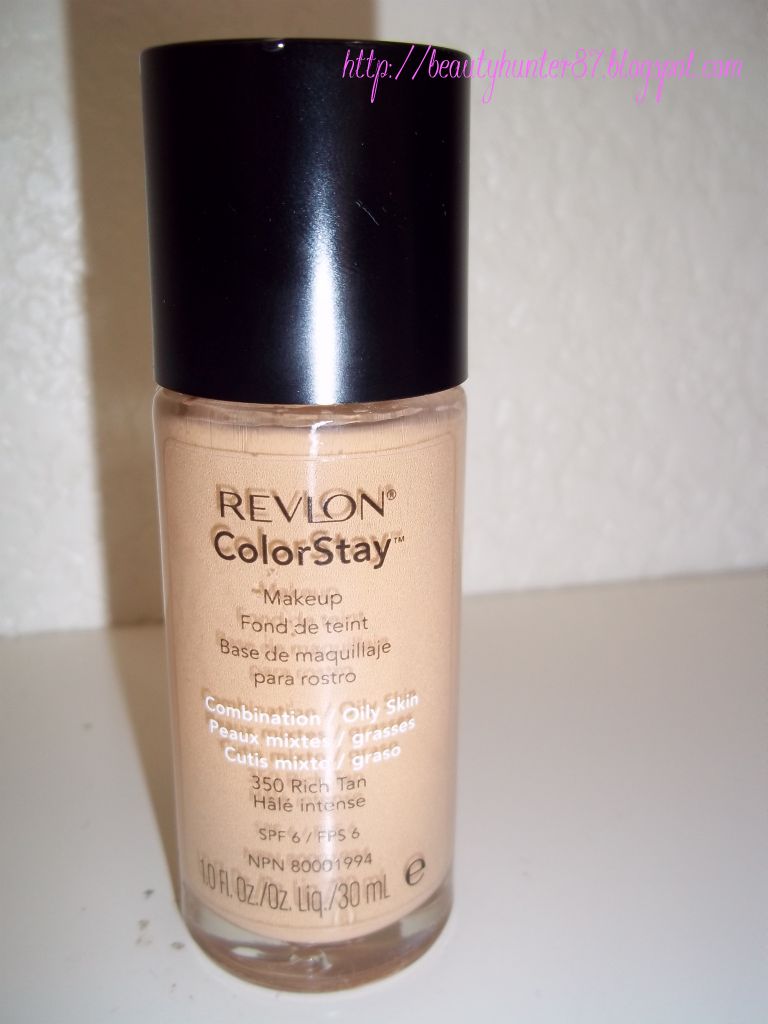 http://beautyhunter87.blogspot.com
REVLON®
ColorStay™
Makeup
Fond de teint
Base de maquillaje
para rostro
Combination / Oily Skin
Peaux mixtes / grasses
Cutis mixto / graso
350 Rich Tan
Hâlé intense
SPF 6 / FPS 6
NPN 80001994
1.0 Fl. Oz./Oz. Liq./30 mL e